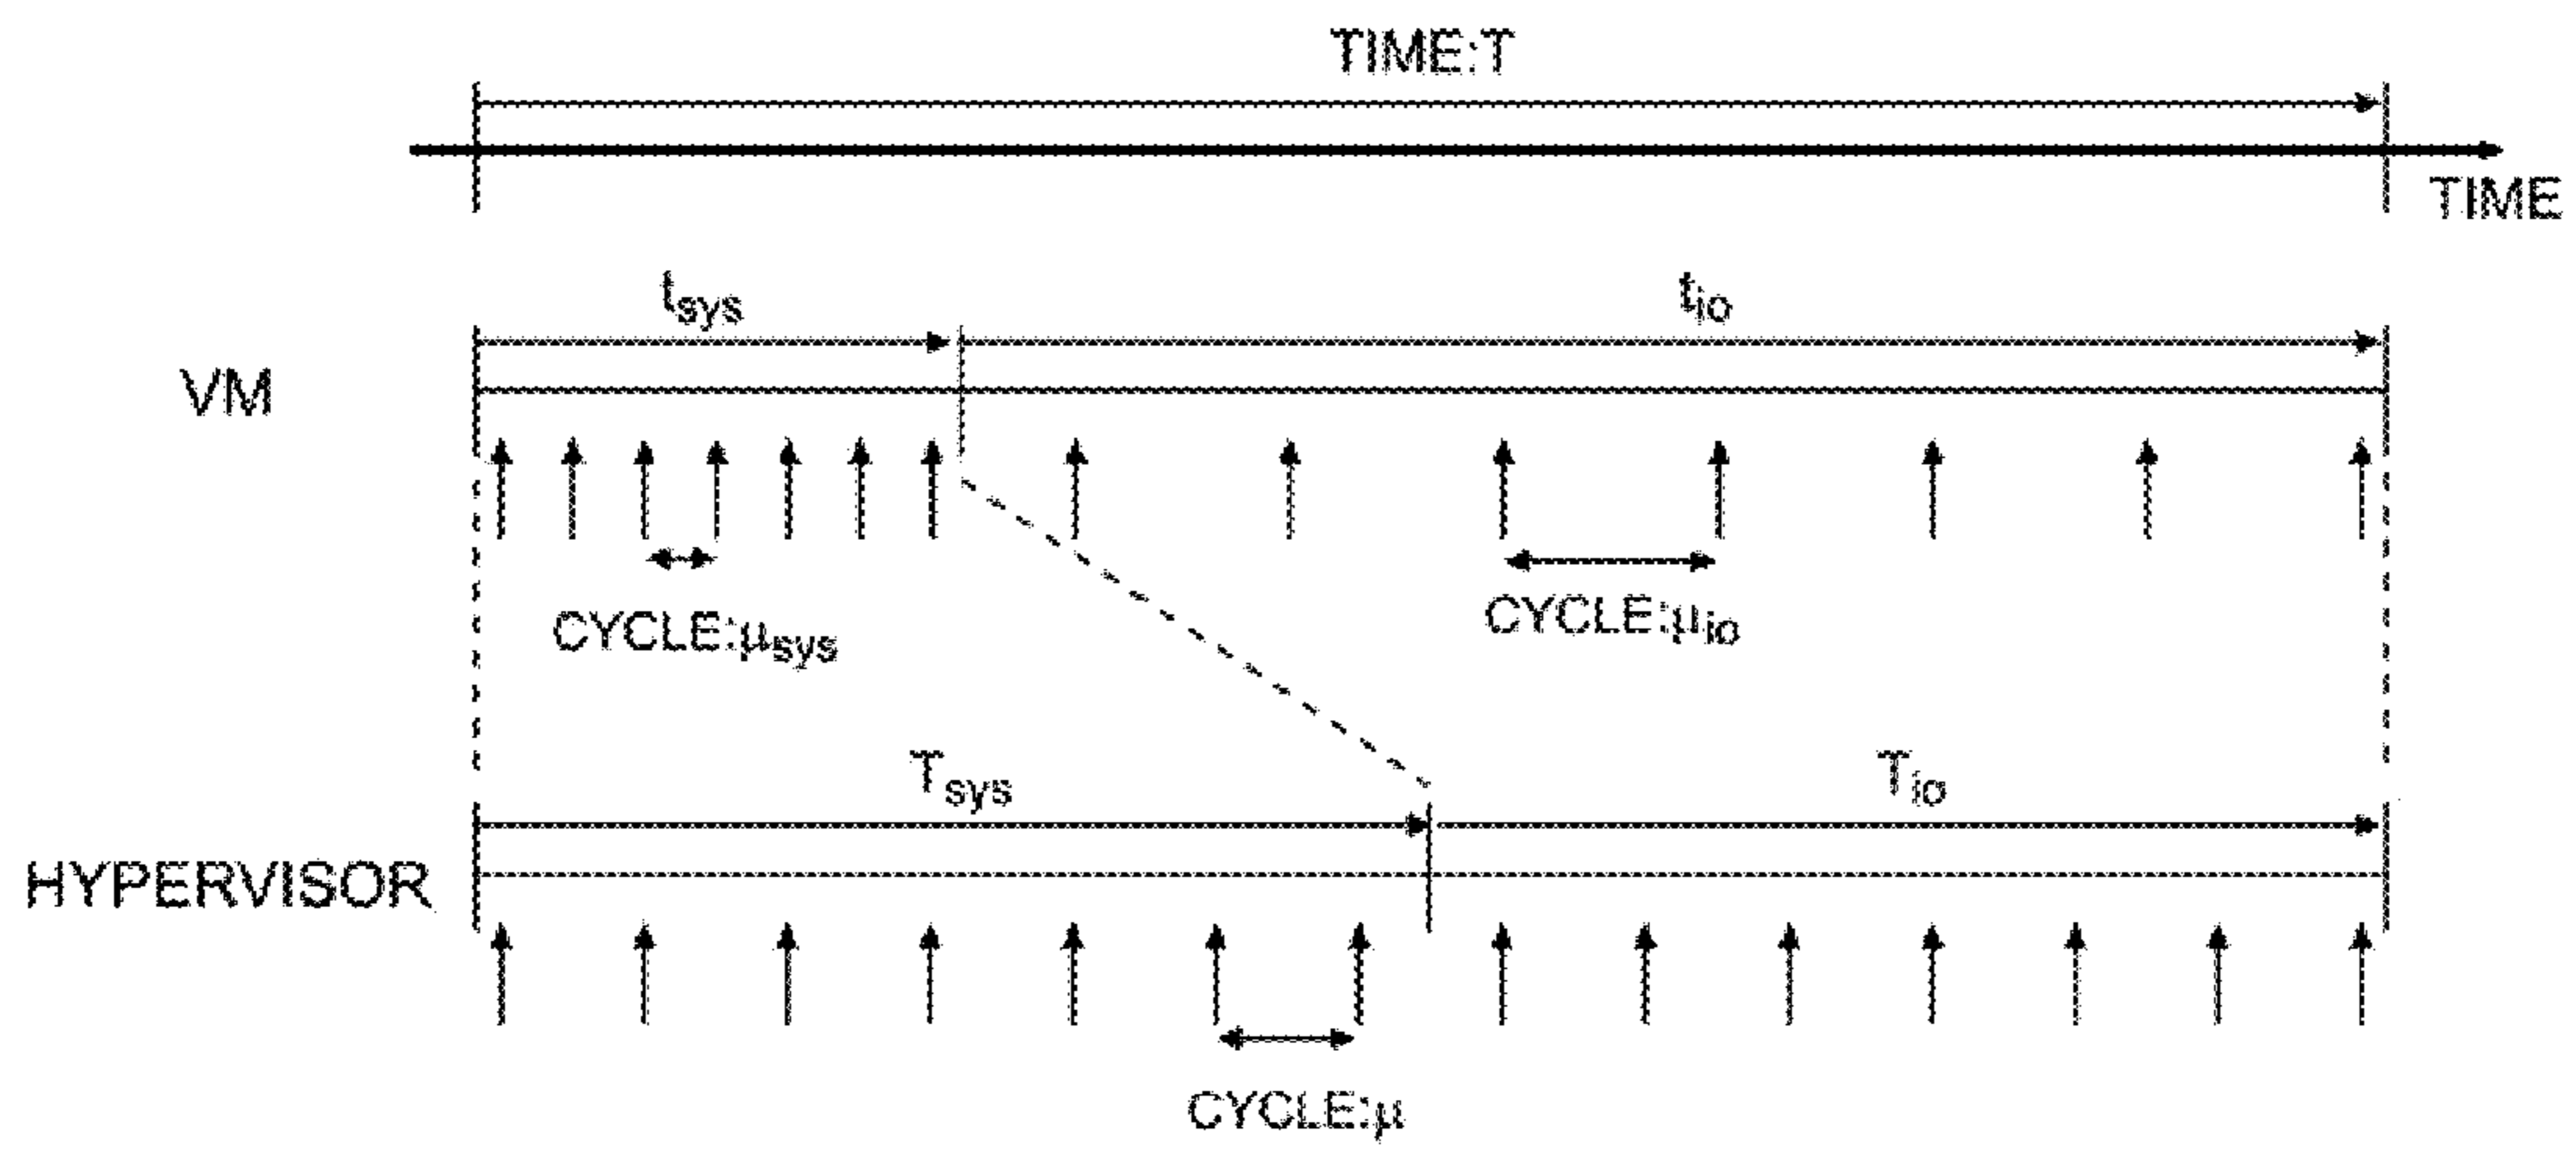 TIME:T
TIME
tsys
tio
VM
CYCLE:μsys
CYCLE:μio
Tsys
Tio
HYPERVISOR
CYCLE:μ